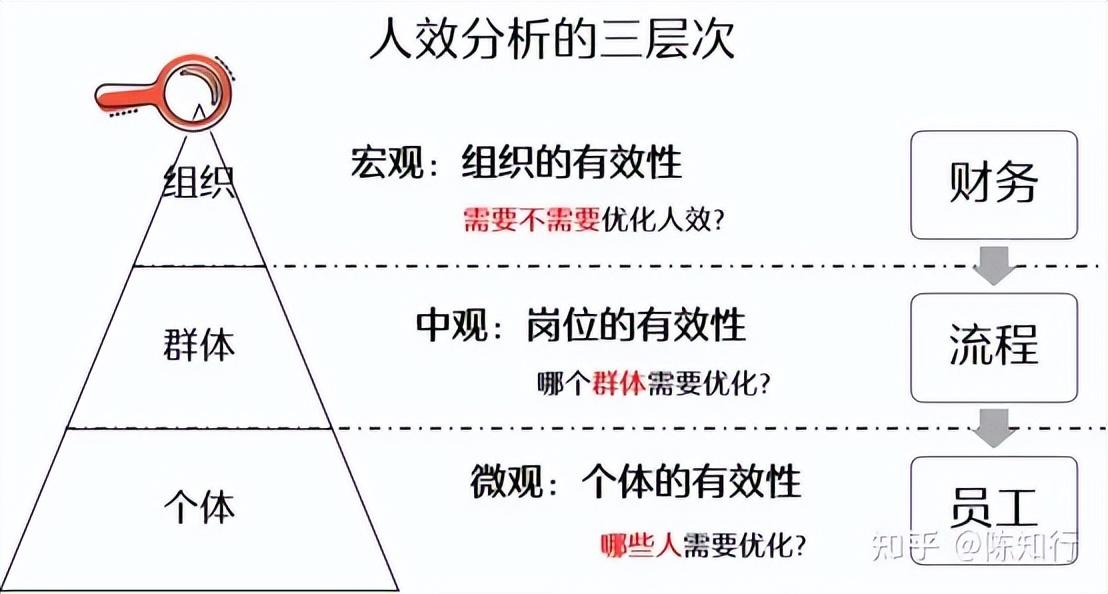 人效分析的三层次
组织
宏观：组织的有效性
需要不需要优化人效?
财务
群体
中观：岗位的有效性
哪个群体需要优化?
流程
个体
微观：个体的有效性
哪些人需要优化?
员工
知乎 @陈知行